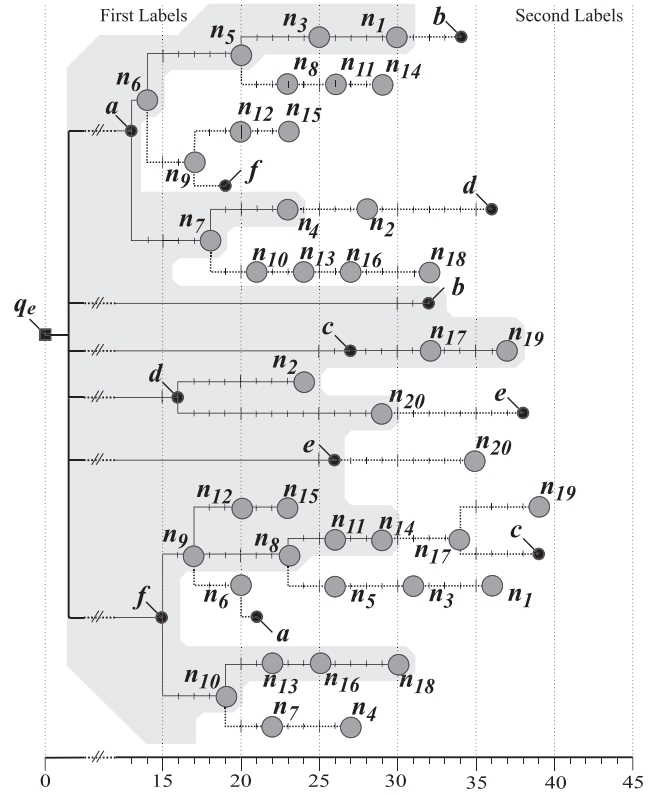 First Labels Second Labels
n3 n1 b
n5
n6 n8 n11 n14
a n12 n15
n9 f
d
n7 n4 n2
n10 n13 n16 n18
b
qe c n17 n19
d n2
n20 e
e n20
n12 n15 n19
n9 n8 n11 n14 n17 c
f n6 n5 n3 n1
a
n10 n13 n16 n18
n7 n4
0 15 20 25 30 35 40 45